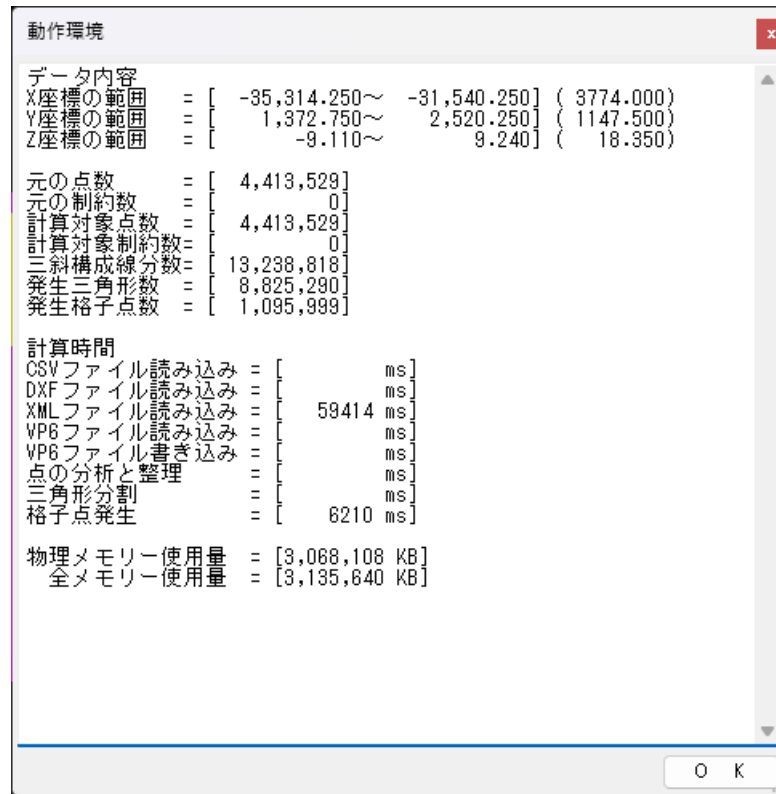 動作環境
x
データ内容
X座標の範囲 = [ -35,314.250～ -31,540.250] ( 3774.000)
Y座標の範囲 = [ 1,372.750～ 2,520.250] ( 1147.500)
Z座標の範囲 = [ -9.110～ 9.240] ( 18.350)
元の点数 = [ 4,413,529]
元の制約数 = [ 0]
計算対象点数 = [ 4,413,529]
計算対象制約数= [ 0]
三斜構成線分数= [ 13,238,818]
発生三角形数 = [ 8,825,290]
発生格子点数 = [ 1,095,999]
計算時間
CSVファイル読み込み = [ ms]
DXFファイル読み込み = [ ms]
XMLファイル読み込み = [ 59414 ms]
VP6ファイル読み込み = [ ms]
VP6ファイル書き込み = [ ms]
点の分析と整理 = [ ms]
三角形分割 = [ ms]
格子点発生 = [ 6210 ms]
物理メモリー使用量 = [3,068,108 KB]
全メモリー使用量 = [3,135,640 KB]
Ｏ Ｋ